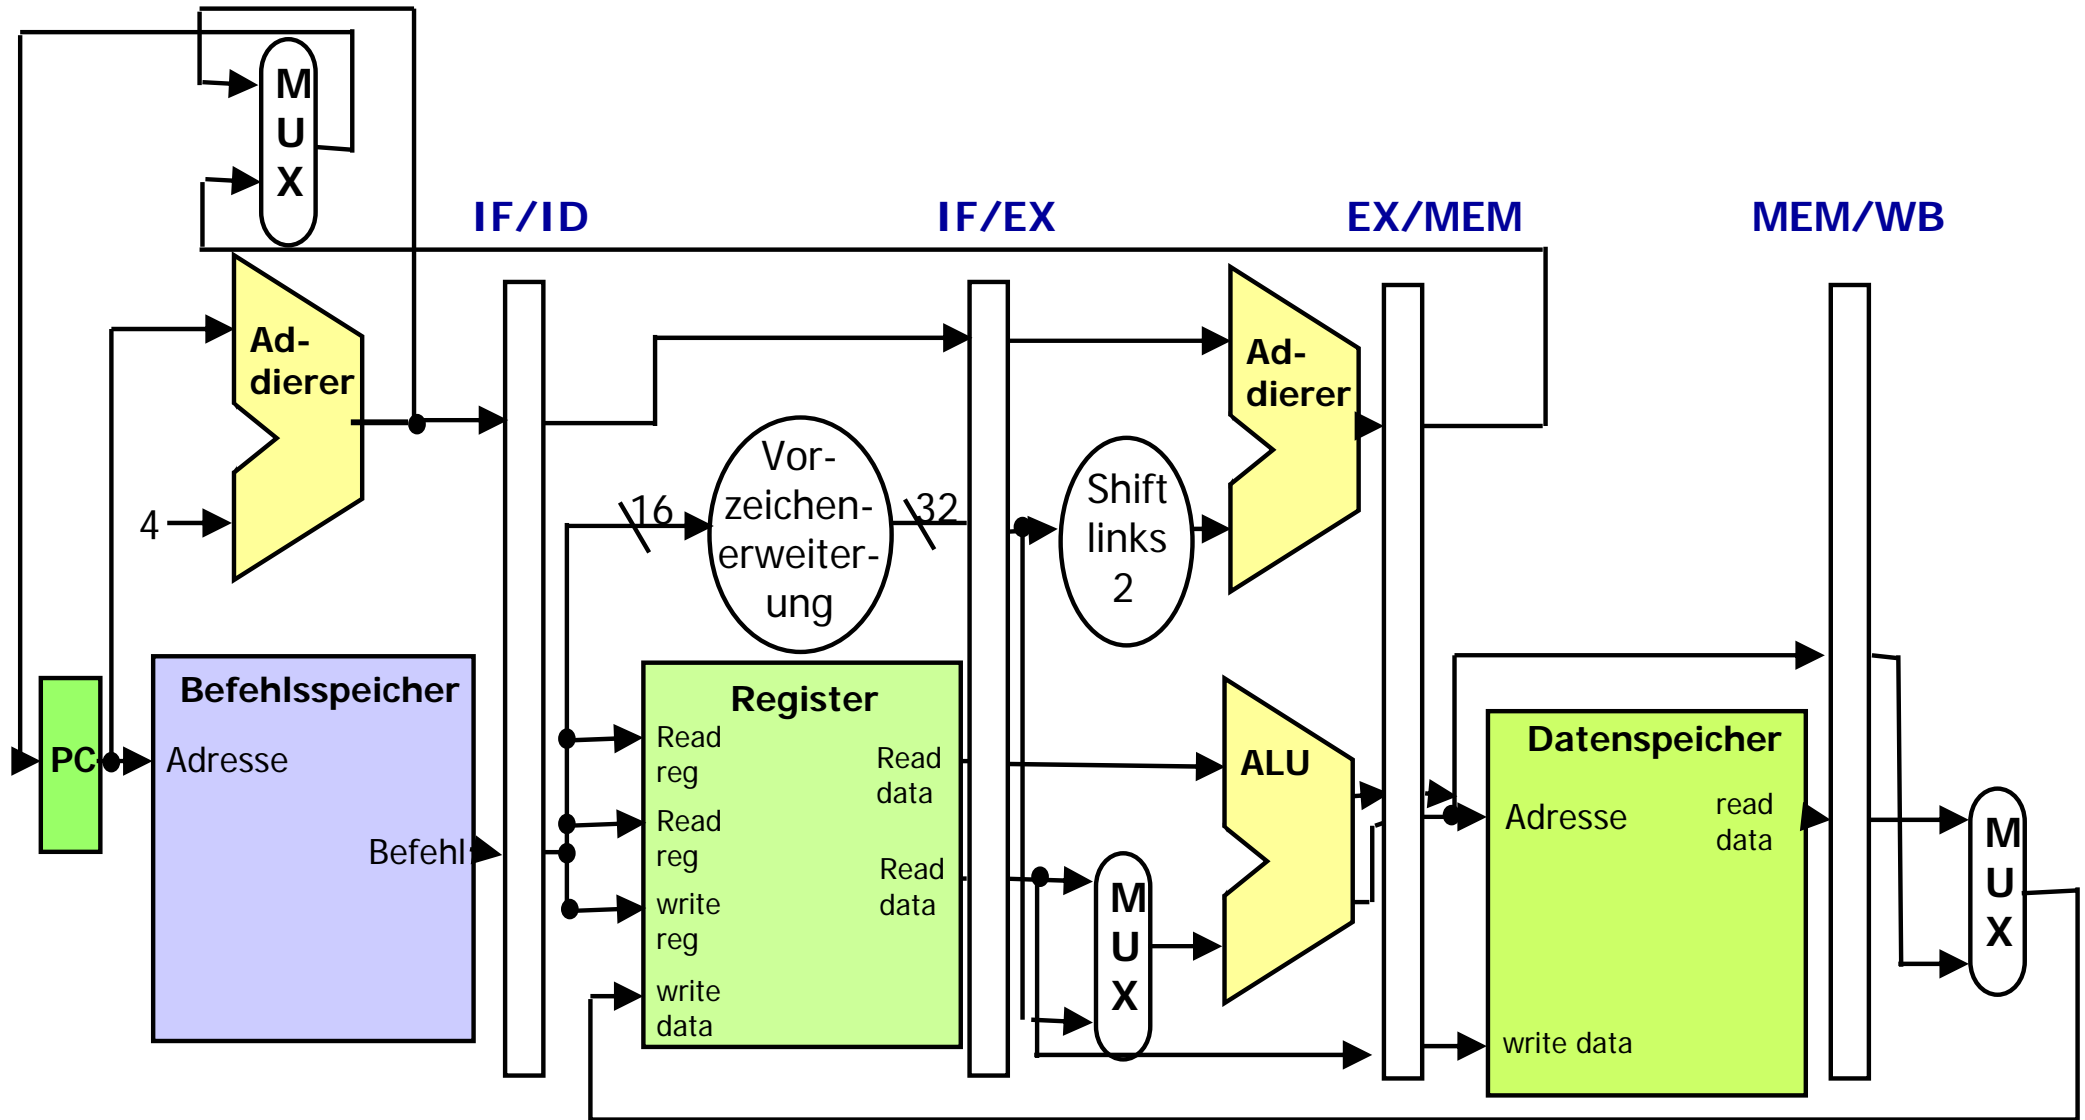 M
U
X
IF/ID
IF/EX
EX/MEM
MEM/WB
Ad-
dierer
4
16
Vor-
zeichen-
erweiter-
ung
32
Shift
links
2
Ad-
dierer
PC
Befehlsspeicher
Adresse
Befehl
Register
Read
reg
Read
reg
write
reg
write
data
Read
data
Read
data
M
U
X
ALU
Datenspeicher
Adresse
read
data
write data
M
U
X